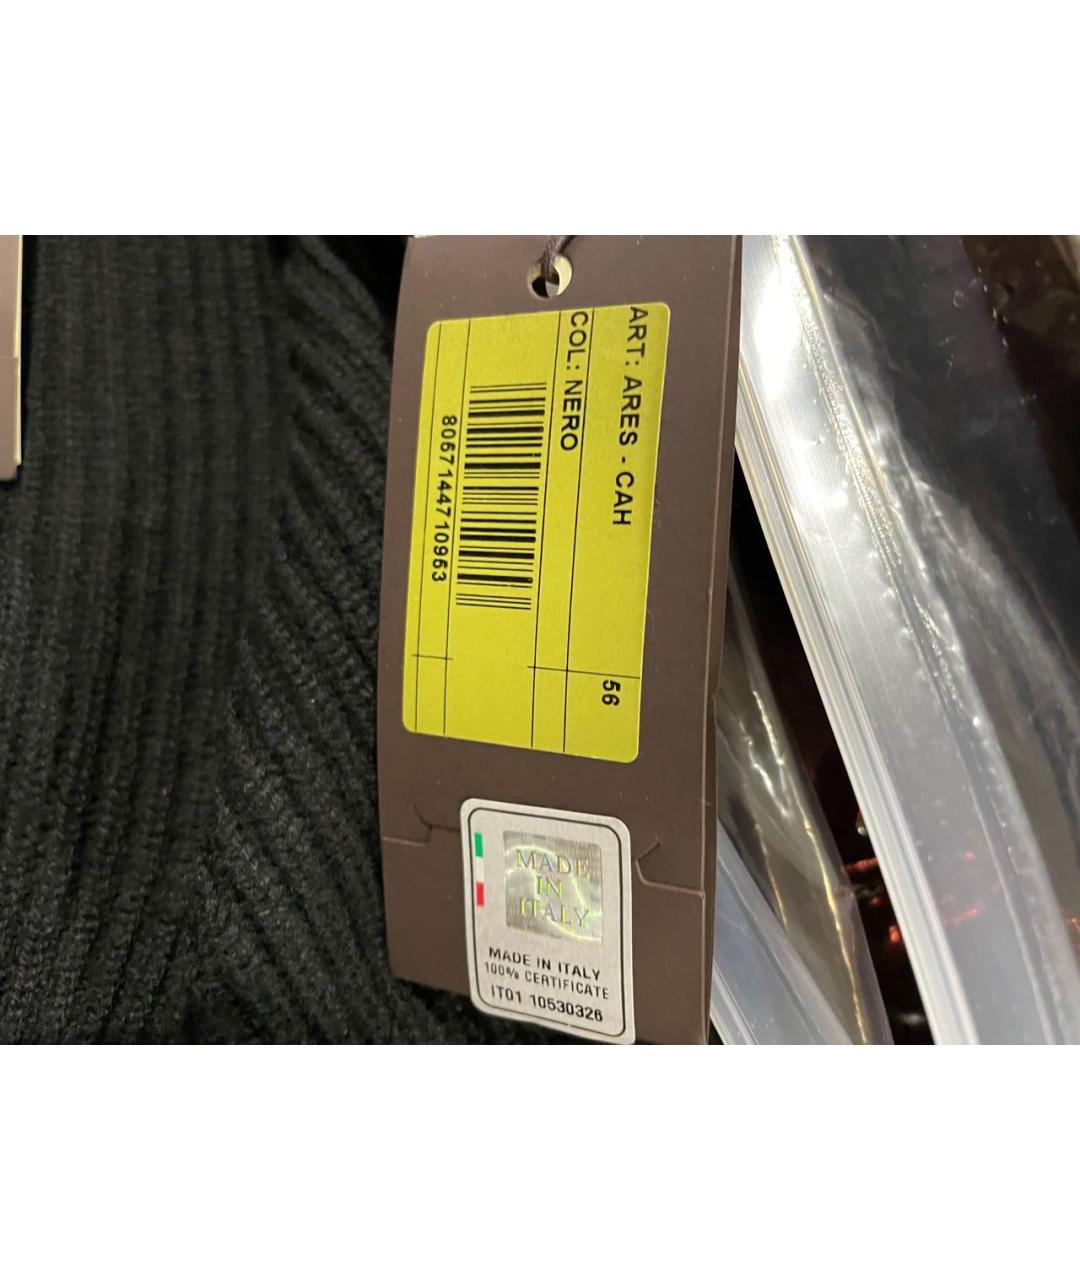 ART: ARES - CAH
56
COL: NERO
8057144710953
MADE
IN
ITALY
MADE IN ITALY
100% CERTIFICATE
IT01 10530326